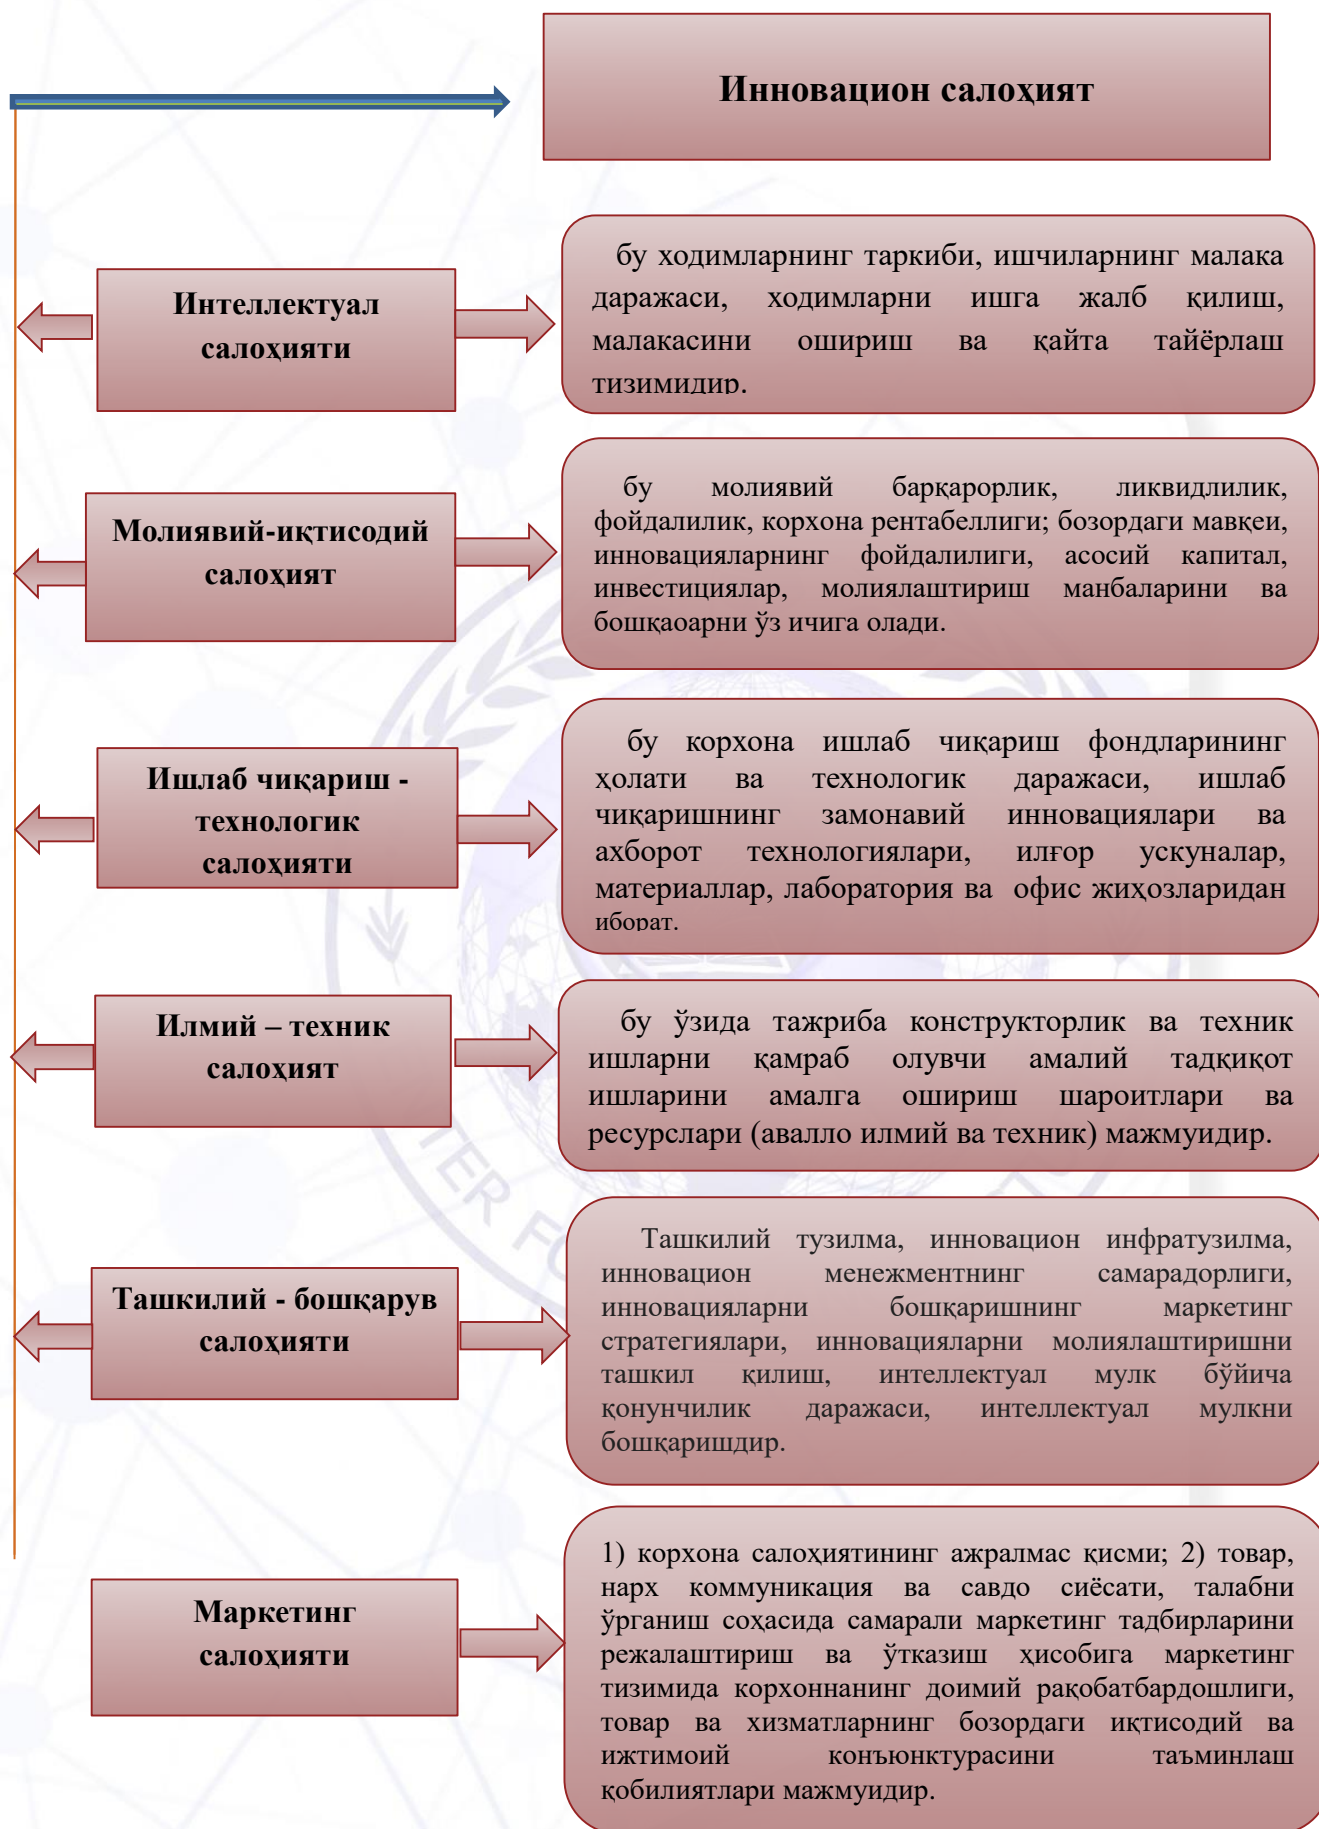 Инновацион салоҳият
Интеллектуал
салоҳияти
бу ходимларнинг таркиби, ишчиларнинг малака
даражаси, ходимларни ишга жалб қилиш,
малакасини ошириш ва қайта тайёрлаш
тизимидир.
Молиявий-иқтисодий
салоҳият
бу молиявий барқарорлик, ликвидлилик,
фойдалилик, корхона рентабеллиги; бозордаги мавқеи,
инновацияларнинг фойдалилиги, асосий капитал,
инвестициялар, молиялаштириш манбаларини ва
бошқаоарни ўз ичига олади.
Ишлаб чиқариш -
технологик
салоҳияти
бу корхона ишлаб чиқариш фондларининг
ҳолати ва технологик даражаси, ишлаб
чиқаришнинг замонавий инновациялари ва
ахборот технологиялари, илғор ускуналар,
материаллар, лаборатория ва офис жиҳозларидан
иборат.
Илмий – техник
салоҳият
бу ўзида тажриба конструкторлик ва техник
ишларни қамраб олувчи амалий тадқиқот
ишларини амалга ошириш шароитлари ва
ресурслари (авалло илмий ва техник) мажмуидир.
Ташкилий - бошқарув
салоҳияти
Ташкилий тузилма, инновацион инфратузилма,
инновацион менежментнинг самарадорлиги,
инновацияларни бошқаришнинг маркетинг
стратегиялари, инновацияларни молиялаштиришни
ташкил қилиш, интеллектуал мулк бўйича
қонунчилик даражаси, интеллектуал мулкни
бошқаришдир.
Маркетинг
салоҳияти
1) корхона салоҳиятининг ажралмас қисми; 2) товар,
нарх коммуникация ва савдо сиёсати, талабни
ўрганиш соҳасида самарали маркетинг тадбирларини
режалаштириш ва ўтказиш ҳисобига маркетинг
тизимида корхоннанинг доимий рақобатбардошлиги,
товар ва хизматларнинг бозордаги иқтисодий ва
ижтимоий конъюнктурасини таъминлаш
қобилиятлари мажмуидир.